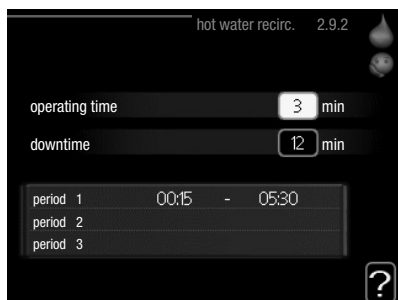 hot water recirc. 2.9.2
operating time 3 min
downtime 12 min
period 1 00:15 - 05:30
period 2
period 3
?